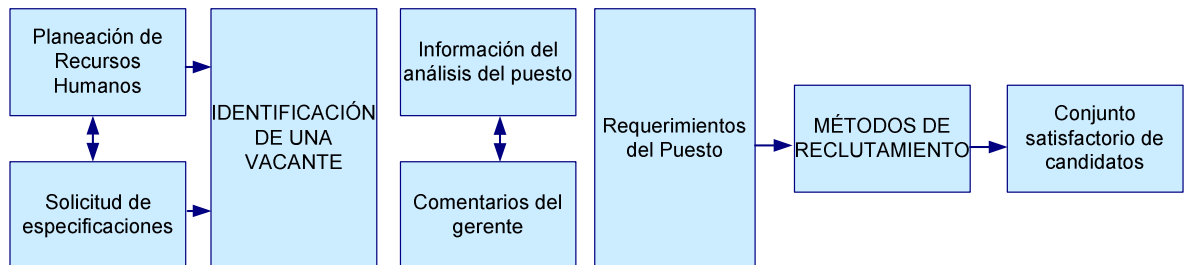 Planeación de
Recursos
Humanos
Solicitud de
especificaciones
IDENTIFICACIÓN
DE UNA
VACANTE
Información del
análisis del puesto
Comentarios del
gerente
Requerimientos
del Puesto
MÉTODOS DE
RECLUTAMIENTO
Conjunto
satisfactorio de
candidatos